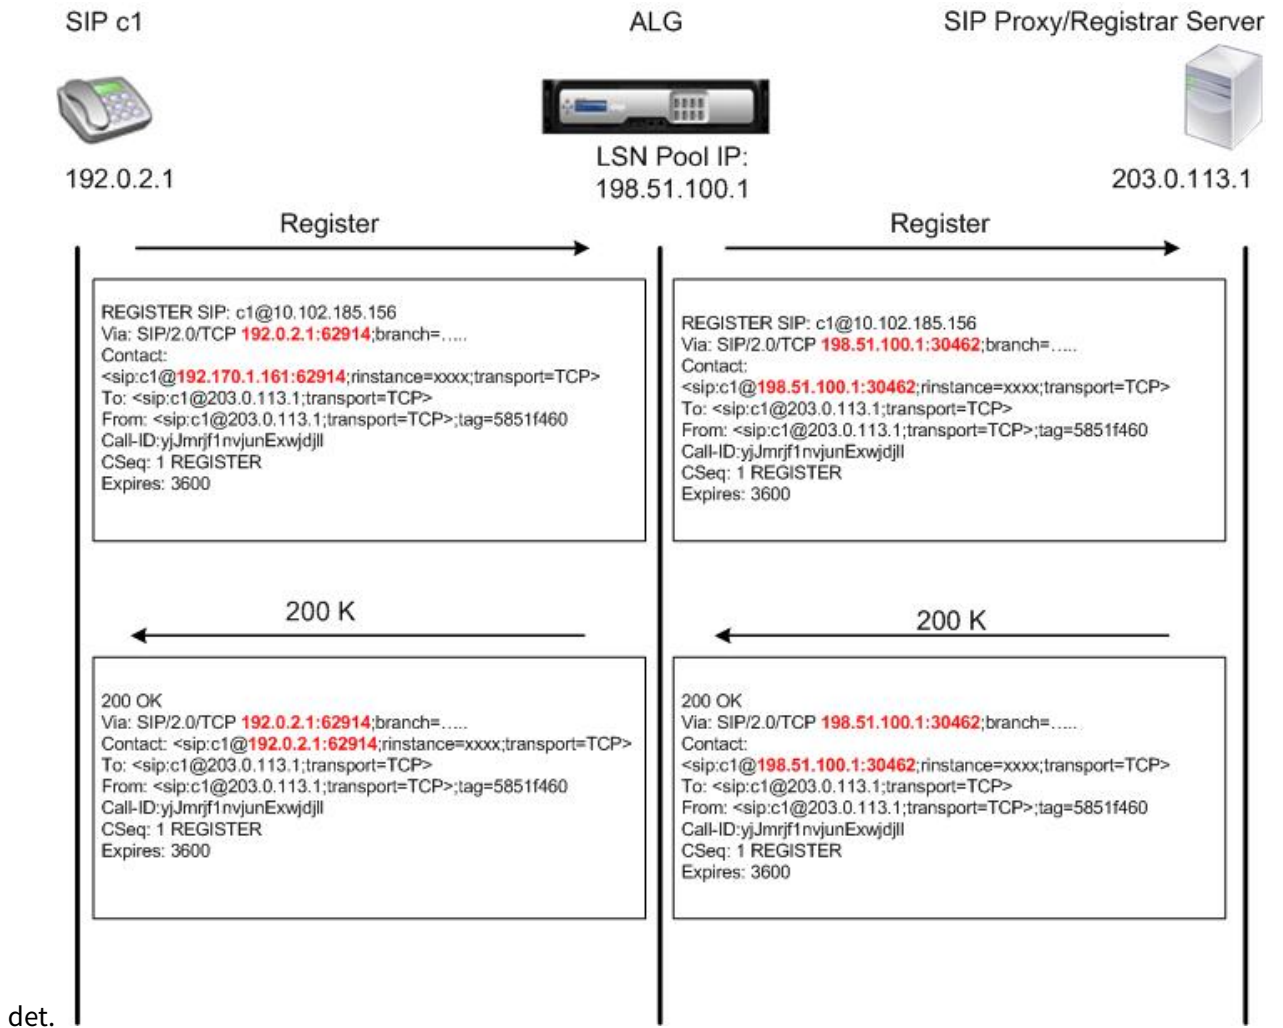 SIP c1
ALG
SIP Proxy/Registrar Server
192.0.2.1
LSN Pool IP:
198.51.100.1
203.0.113.1
Register
Register
REGISTER SIP: c1@10.102.185.156
Via: SIP/2.0/TCP 192.0.2.1:62914;branch=.....
Contact:
<sip:c1@192.170.1.161:62914;rinstance=xxxx;transport=TCP>
To: <sip:c1@203.0.113.1;transport=TCP>
From: <sip:c1@203.0.113.1;transport=TCP>;tag=5851f460
Call-ID:yjJmrjf1nvjunExwjdjll
CSeq: 1 REGISTER
Expires: 3600
REGISTER SIP: c1@10.102.185.156
Via: SIP/2.0/TCP 198.51.100.1:30462;branch=.....
Contact:
<sip:c1@198.51.100.1:30462;rinstance=xxxx;transport=TCP>
To: <sip:c1@203.0.113.1;transport=TCP>
From: <sip:c1@203.0.113.1;transport=TCP>;tag=5851f460
Call-ID:yjJmrjf1nvjunExwjdjll
CSeq: 1 REGISTER
Expires: 3600
200 K
200 K
200 OK
Via: SIP/2.0/TCP 192.0.2.1:62914;branch=.....
Contact: <sip:c1@192.0.2.1:62914;rinstance=xxxx;transport=TCP>
To: <sip:c1@203.0.113.1;transport=TCP>
From: <sip:c1@203.0.113.1;transport=TCP>;tag=5851f460
Call-ID:yjJmrjf1nvjunExwjdjll
CSeq: 1 REGISTER
Expires: 3600
200 OK
Via: SIP/2.0/TCP 198.51.100.1:30462;branch=.....
Contact:
<sip:c1@198.51.100.1:30462;rinstance=xxxx;transport=TCP>
To: <sip:c1@203.0.113.1;transport=TCP>
From: <sip:c1@203.0.113.1;transport=TCP>;tag=5851f460
Call-ID:yjJmrjf1nvjunExwjdjll
CSeq: 1 REGISTER
Expires: 3600
det.